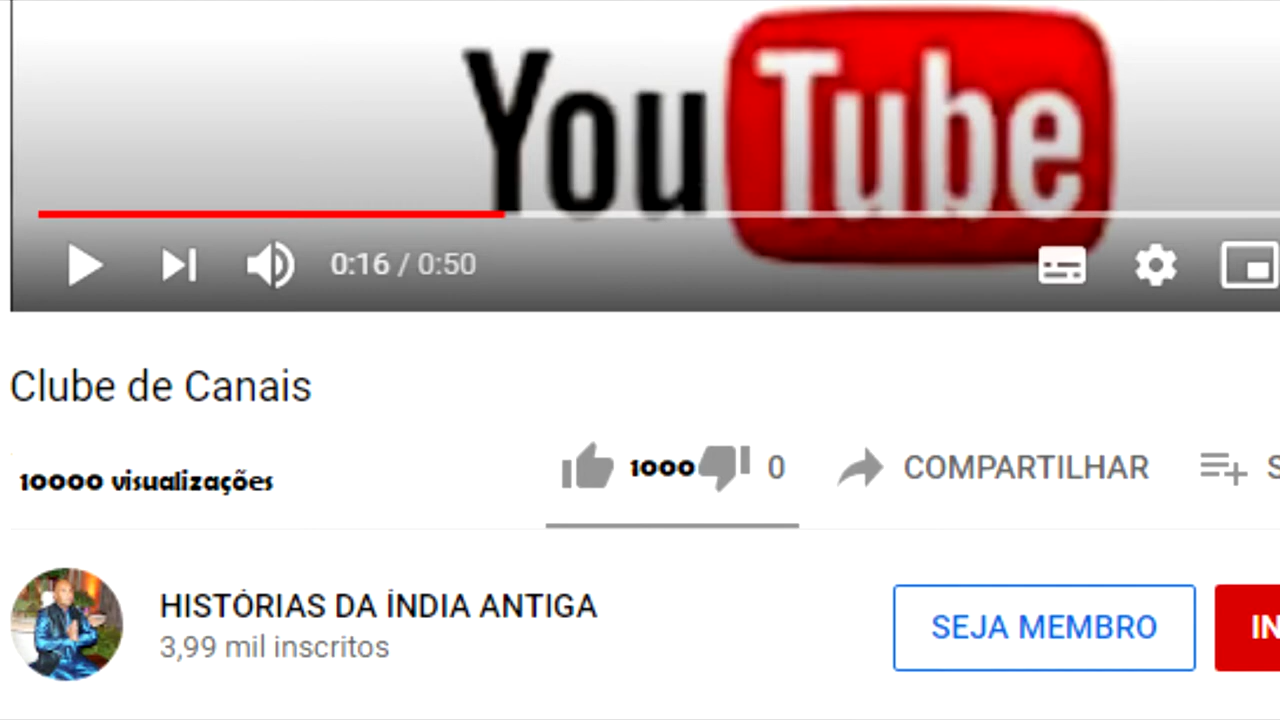 YouTube
0:16 / 0:50
Clube de Canais
10000 visualizações
1000 0 COMPARTILHAR S
HISTÓRIAS DA ÍNDIA ANTIGA
3,99 mil inscritos
SEJA MEMBRO
IN